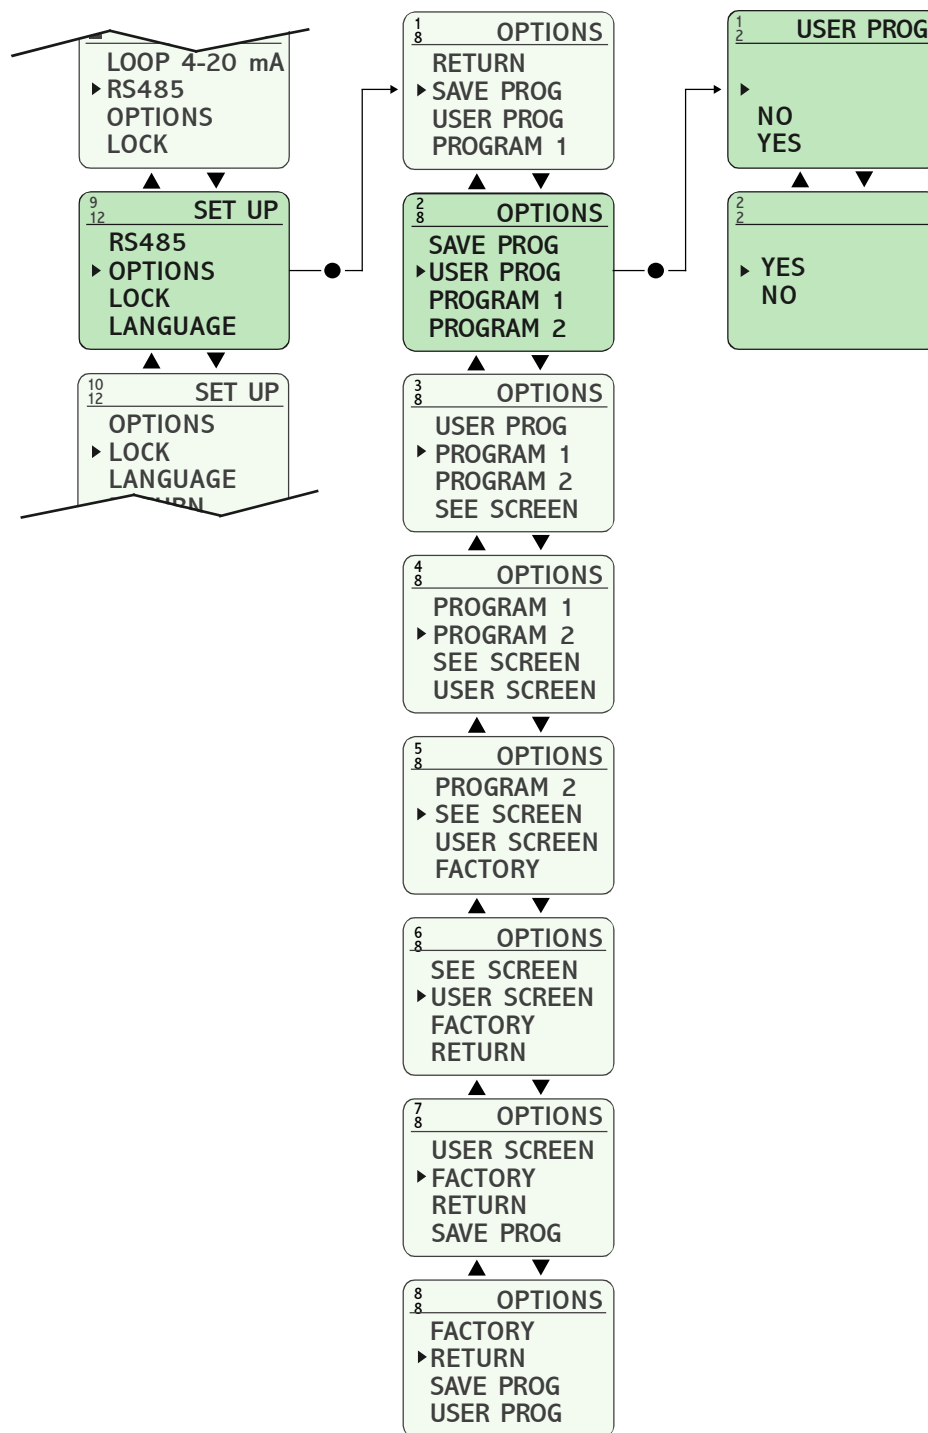 LOOP 4-20 mA
RS485
OPTIONS
LOCK
9
12
SET UP
RS485
OPTIONS
LOCK
LANGUAGE
10
12
SET UP
OPTIONS
LOCK
LANGUAGE
1
8
OPTIONS
RETURN
SAVE PROG
USER PROG
PROGRAM 1
2
8
OPTIONS
SAVE PROG
USER PROG
PROGRAM 1
PROGRAM 2
3
8
OPTIONS
USER PROG
PROGRAM 1
PROGRAM 2
SEE SCREEN
4
8
OPTIONS
PROGRAM 1
PROGRAM 2
SEE SCREEN
USER SCREEN
5
8
OPTIONS
PROGRAM 2
SEE SCREEN
USER SCREEN
FACTORY
6
8
OPTIONS
SEE SCREEN
USER SCREEN
FACTORY
RETURN
7
8
OPTIONS
USER SCREEN
FACTORY
RETURN
SAVE PROG
8
8
OPTIONS
FACTORY
RETURN
SAVE PROG
USER PROG
1
2
USER PROG
NO
YES
2
2
YES
NO